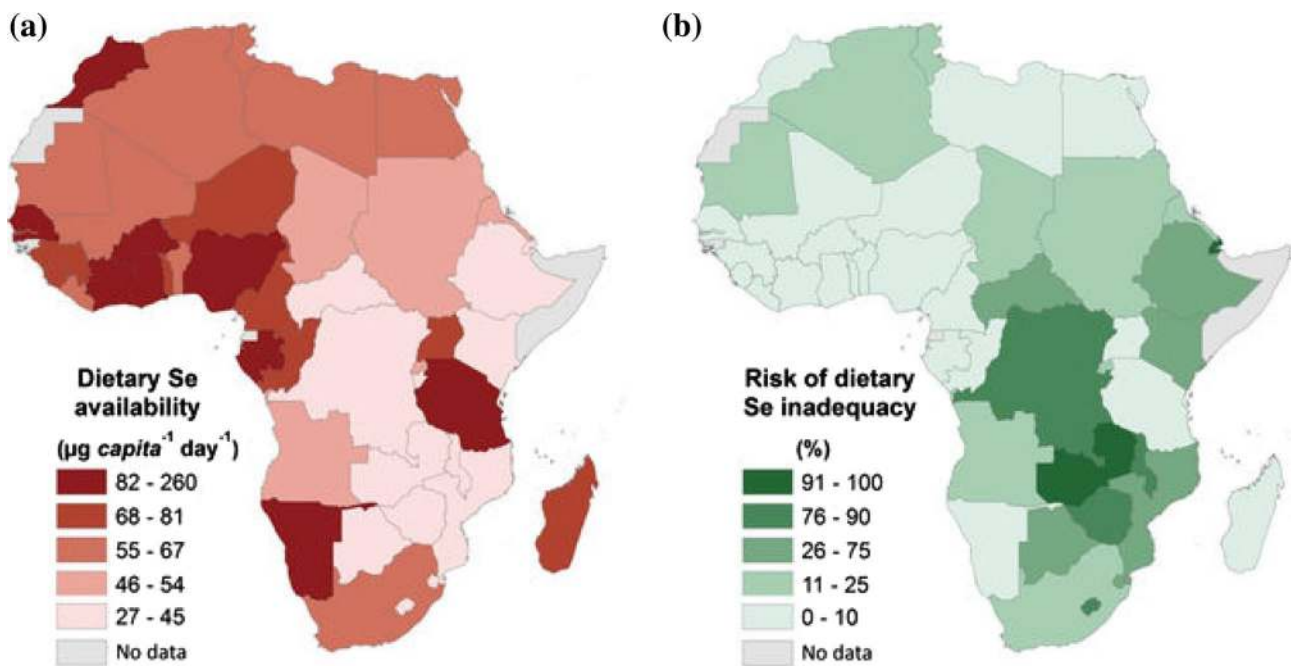 (a)
Dietary Se
availability
(µg capita⁻¹ day⁻¹)
82 - 260
68 - 81
55 - 67
46 - 54
27 - 45
No data
(b)
Risk of dietary
Se inadequacy
(%)
91 - 100
76 - 90
26 - 75
11 - 25
0 - 10
No data